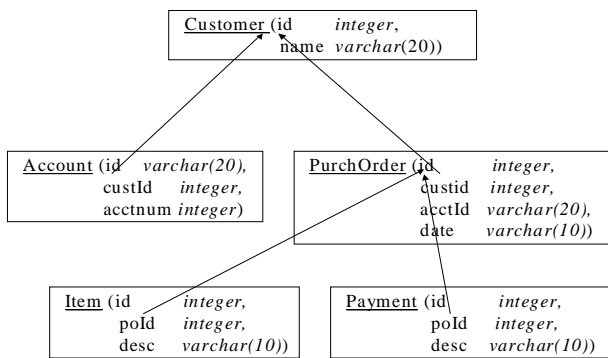 Customer (id integer,
name varchar(20))
Account (id varchar(20),
custId integer,
acctnum integer)
PurchOrder (id integer,
custid integer,
acctId varchar(20),
date varchar(10))
Item (id integer,
poId integer,
desc varchar(10))
Payment (id integer,
poId integer,
desc varchar(10))